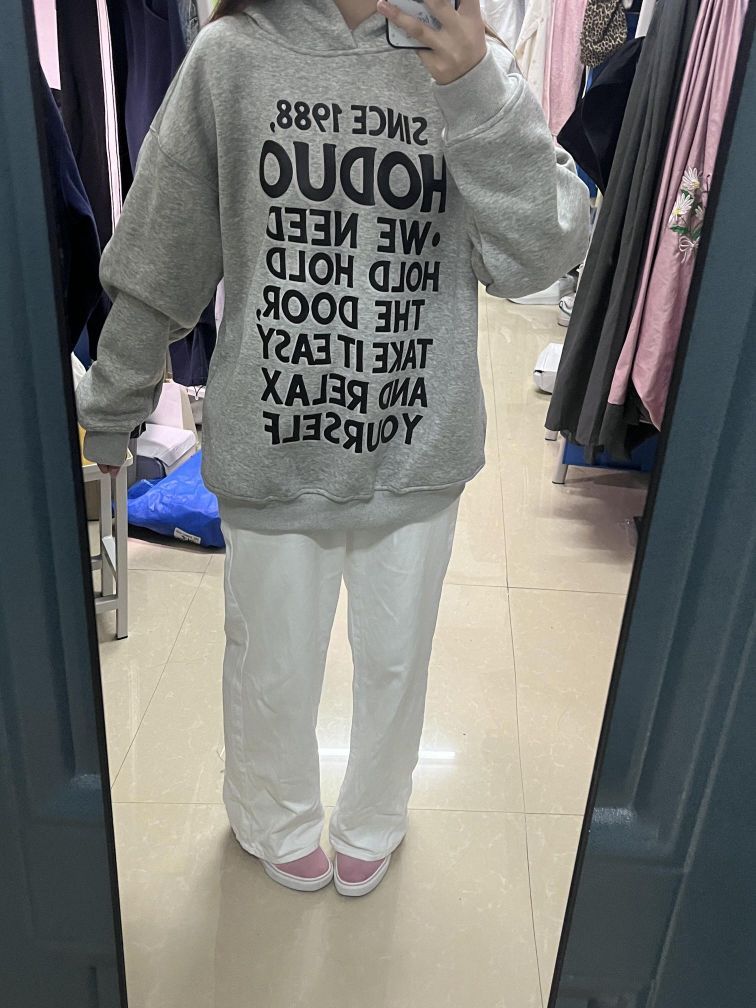 SINCE 1988,
HODUO
•WE NEED
HOLD HOLD
THE DOOR,
TAKE IT EASY
AND RELAX
YOURSELF